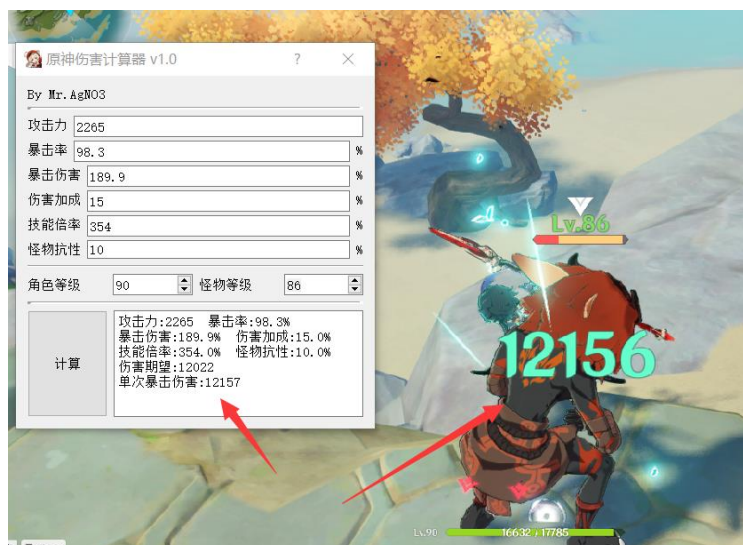 原神伤害计算器 v1.0
By Mr.AgNO3
攻击力 2265
暴击率 98.3 %
暴击伤害 189.9 %
伤害加成 15 %
技能倍率 354 %
怪物抗性 10 %
角色等级 90 怪物等级 86
计算
攻击力:2265 暴击率:98.3%
暴击伤害:189.9% 伤害加成:15.0%
技能倍率:354.0% 怪物抗性:10.0%
伤害期望:12022
单次暴击伤害:12157
Lv.86
12156
Lv.90 16632 / 17785